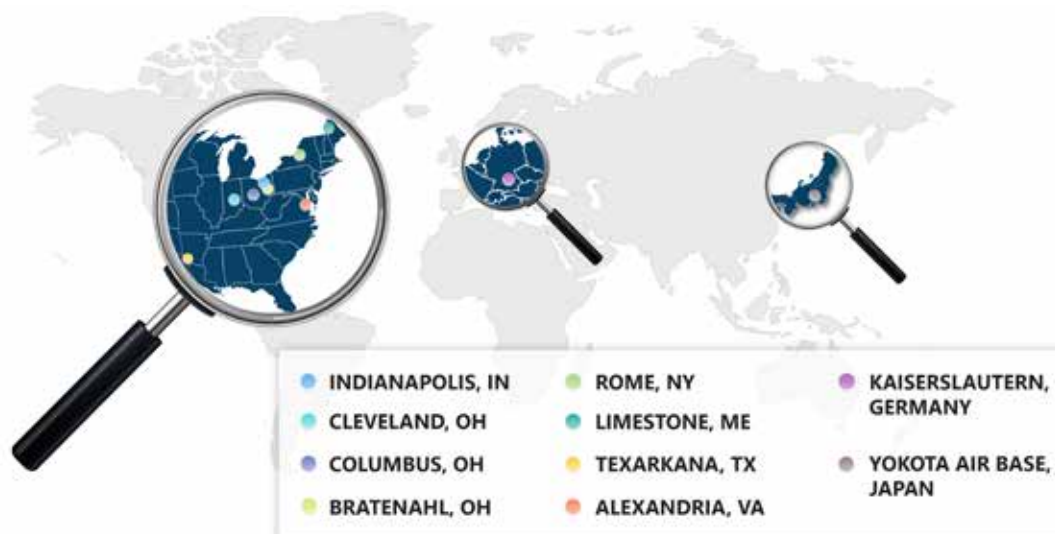 INDIANAPOLIS, IN
CLEVELAND, OH
COLUMBUS, OH
BRATENAHL, OH
ROME, NY
LIMESTONE, ME
TEXARKANA, TX
ALEXANDRIA, VA
KAISERSLAUTERN,
GERMANY
YOKOTA AIR BASE,
JAPAN